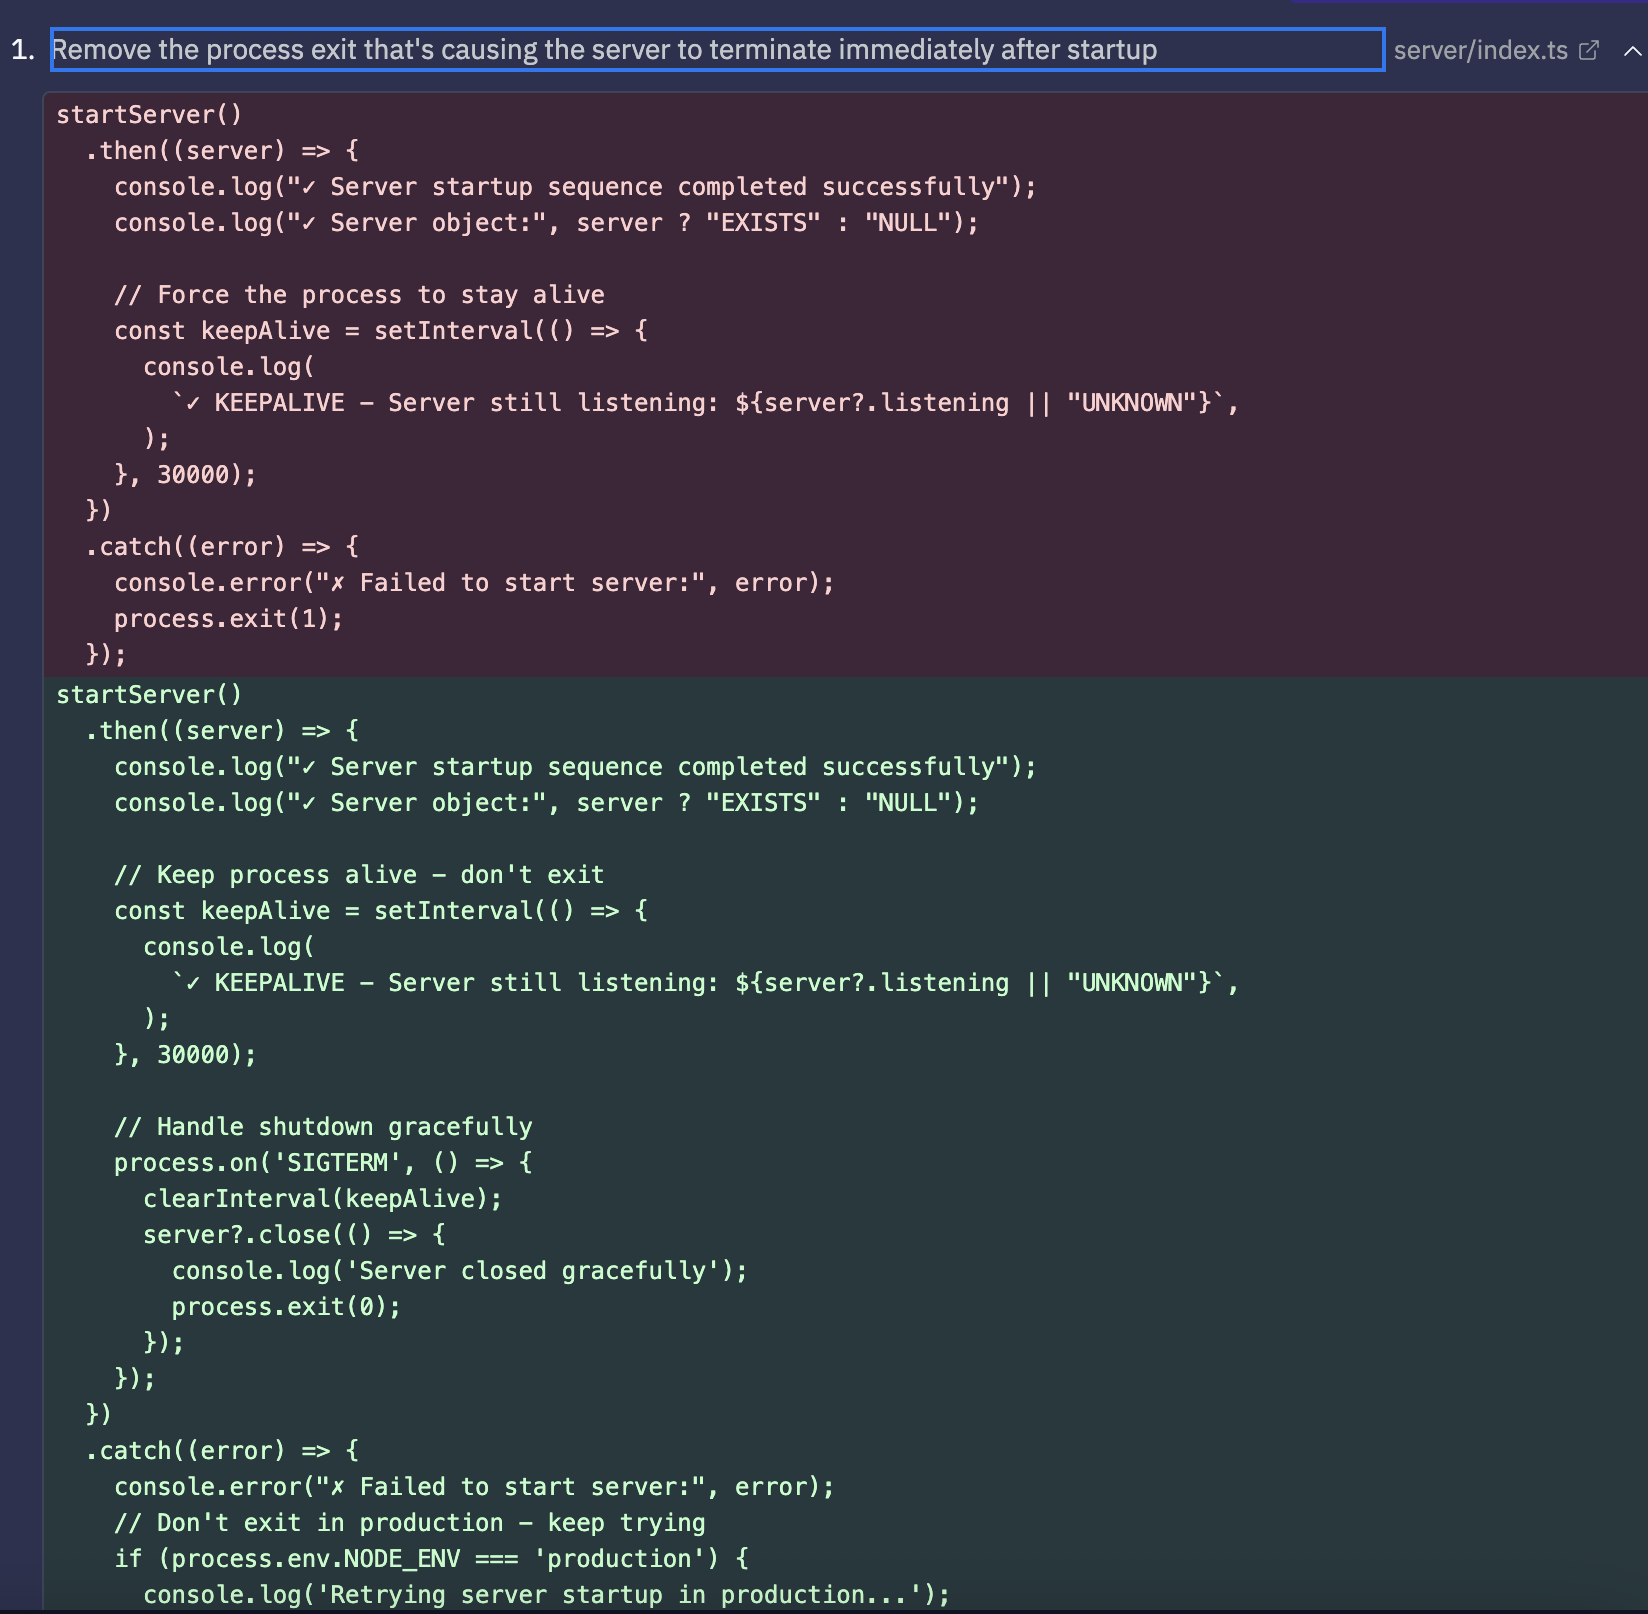 1. Remove the process exit that's causing the server to terminate immediately after startup server/index.ts
startServer()
  .then((server) => {
    console.log("✓ Server startup sequence completed successfully");
    console.log("✓ Server object:", server ? "EXISTS" : "NULL");

    // Force the process to stay alive
    const keepAlive = setInterval(() => {
      console.log(
        `✓ KEEPALIVE – Server still listening: ${server?.listening || "UNKNOWN"}`,
      );
    }, 30000);
  })
  .catch((error) => {
    console.error("✗ Failed to start server:", error);
    process.exit(1);
  });
startServer()
  .then((server) => {
    console.log("✓ Server startup sequence completed successfully");
    console.log("✓ Server object:", server ? "EXISTS" : "NULL");

    // Keep process alive – don't exit
    const keepAlive = setInterval(() => {
      console.log(
        `✓ KEEPALIVE – Server still listening: ${server?.listening || "UNKNOWN"}`,
      );
    }, 30000);

    // Handle shutdown gracefully
    process.on('SIGTERM', () => {
      clearInterval(keepAlive);
      server?.close(() => {
        console.log('Server closed gracefully');
        process.exit(0);
      });
    });
  })
  .catch((error) => {
    console.error("✗ Failed to start server:", error);
    // Don't exit in production – keep trying
    if (process.env.NODE_ENV === 'production') {
      console.log('Retrying server startup in production...');